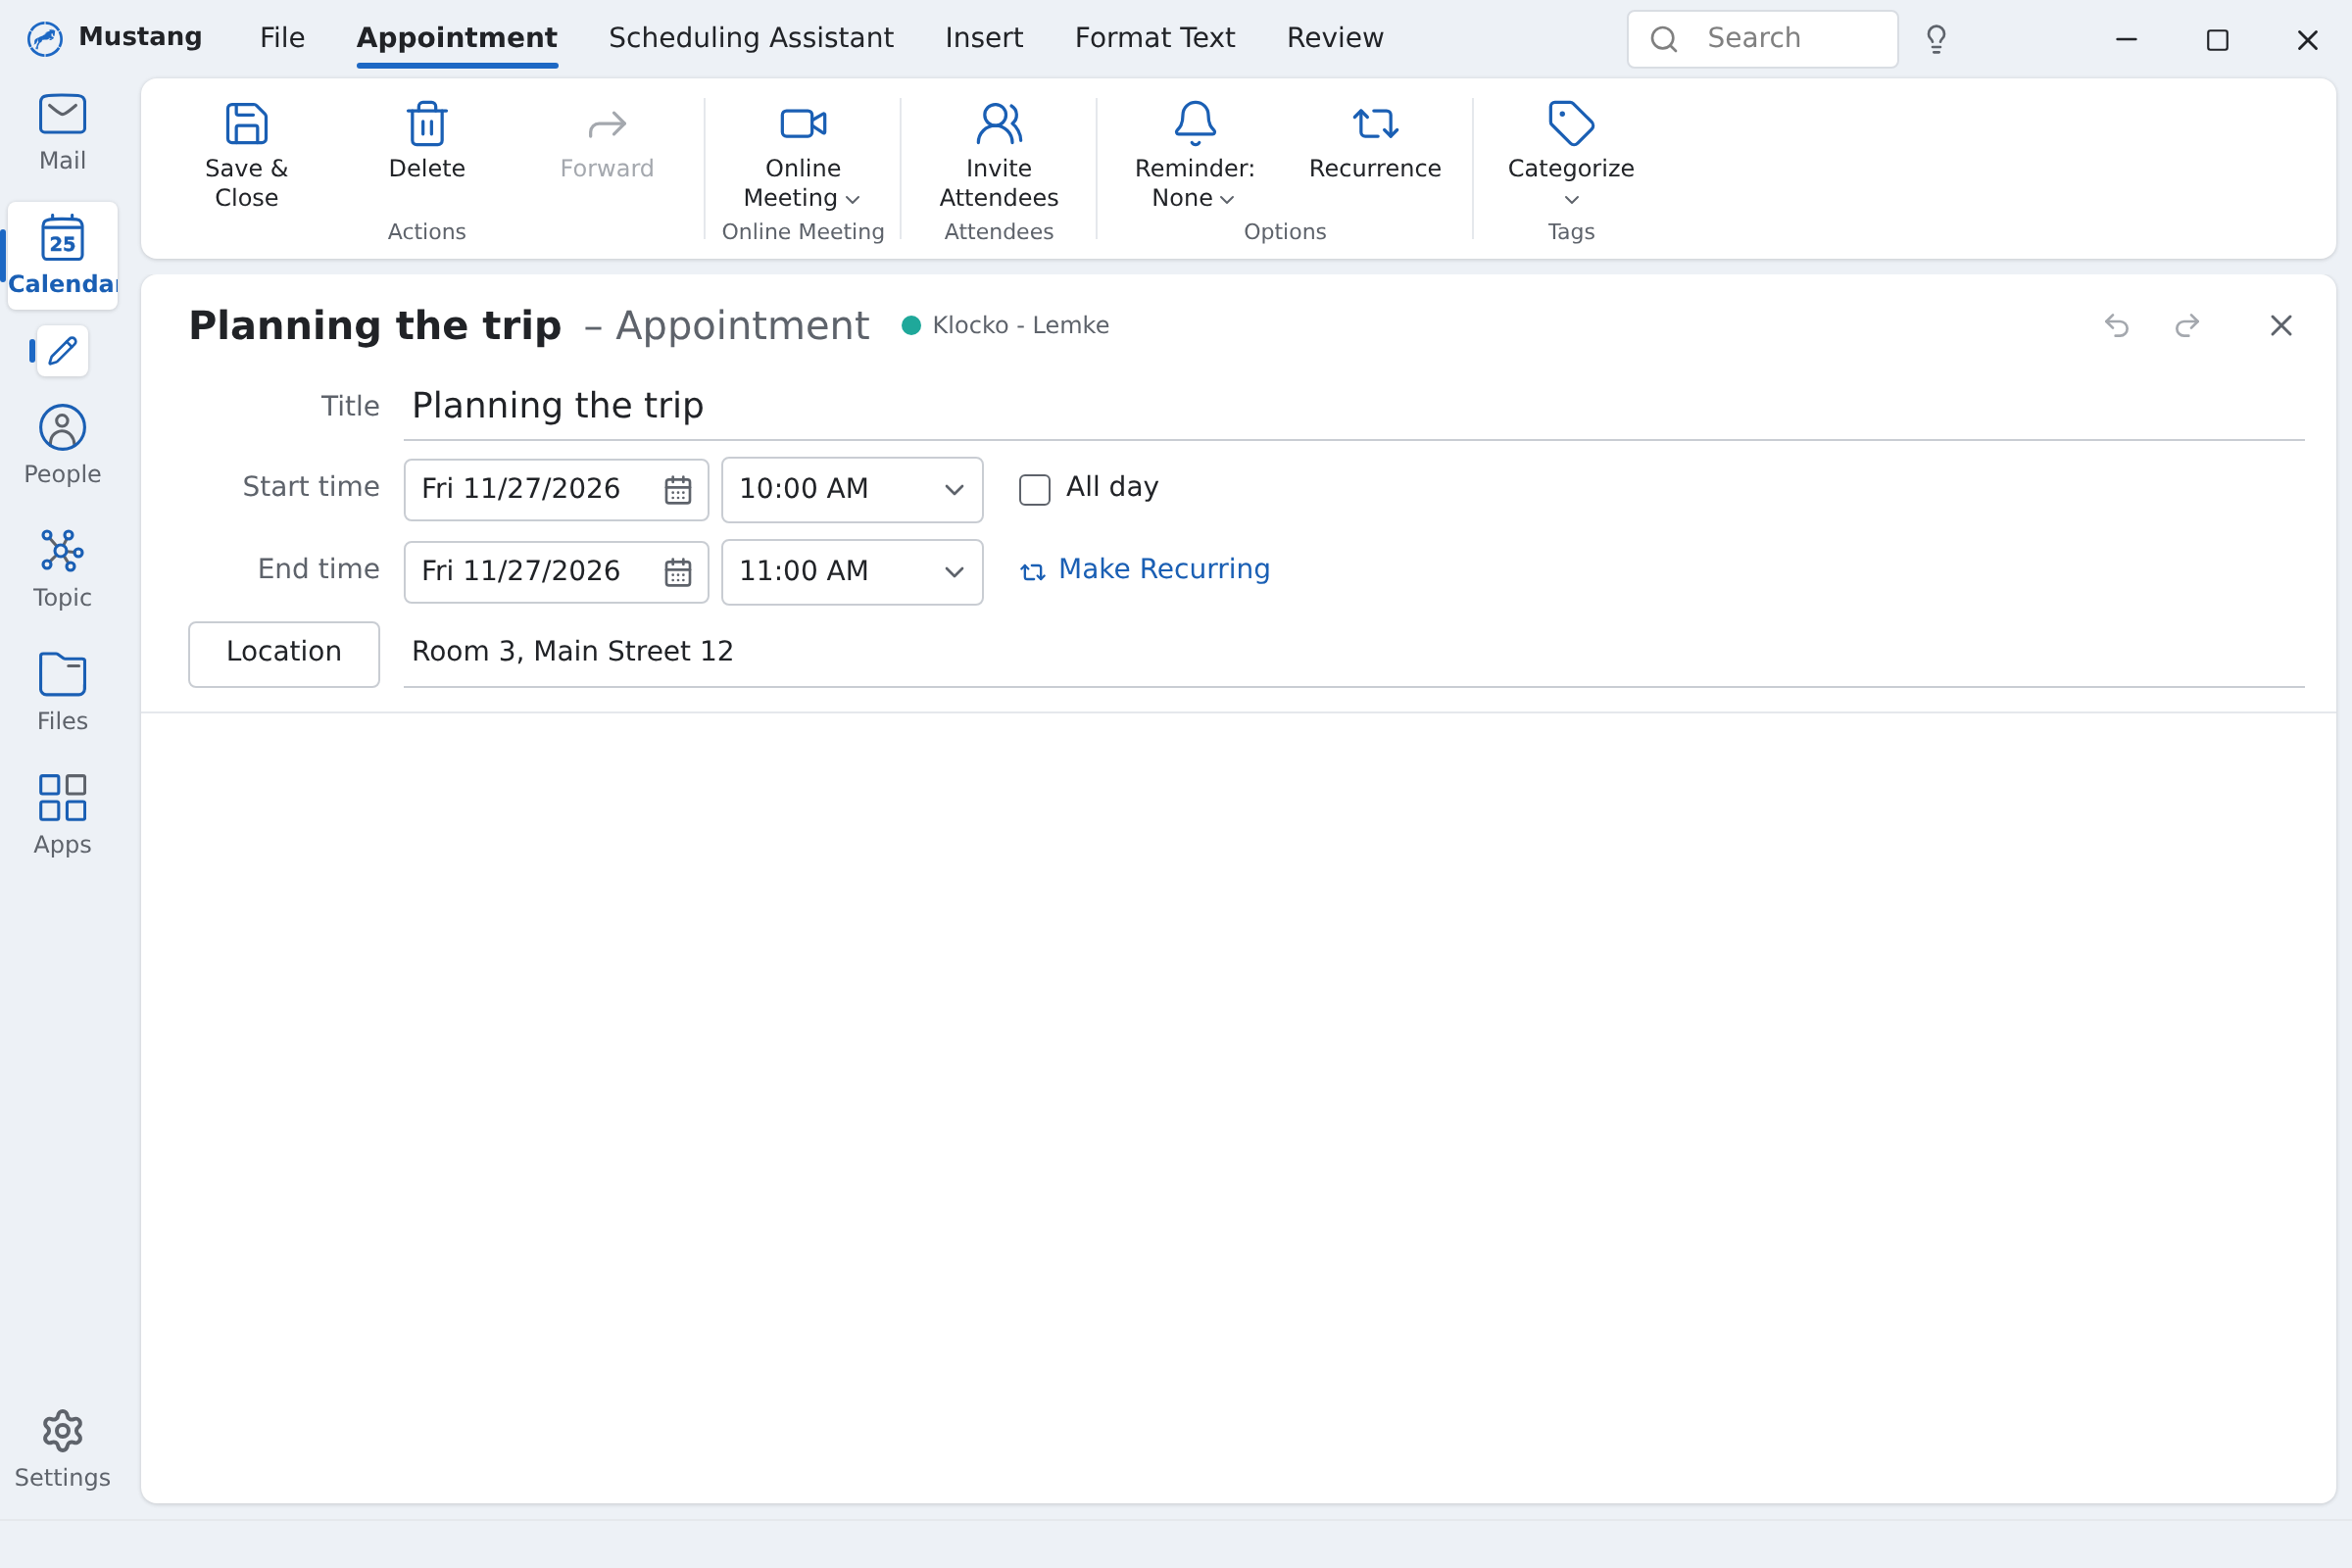 Mustang File Appointment Scheduling Assistant Insert Format Text Review Search
Mail
25
Calendar
People
Topic
Files
Apps
Settings
Save & Close
Delete
Forward
Actions
Online Meeting
Online Meeting
Invite Attendees
Attendees
Reminder: None
Recurrence
Options
Categorize
Tags
Planning the trip – Appointment Klocko - Lemke
Title Planning the trip
Start time Fri 11/27/2026 10:00 AM All day
End time Fri 11/27/2026 11:00 AM Make Recurring
Location Room 3, Main Street 12